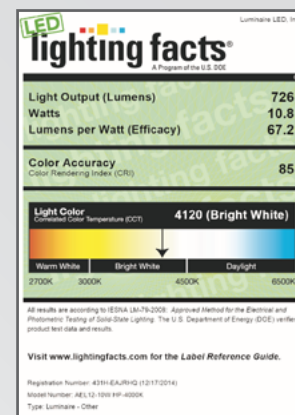 LED
Luminaire LED, In
lighting facts®
A Program of the U.S. DOE
Light Output (Lumens) 726
Watts 10.8
Lumens per Watt (Efficacy) 67.2
Color Accuracy
Color Rendering Index (CRI) 85
Light Color
Correlated Color Temperature (CCT) 4120 (Bright White)
Warm White Bright White Daylight
2700K 3000K 4500K 6500K
All results are according to IESNA LM-79-2008: Approved Method for the Electrical and
Photometric Testing of Solid-State Lighting. The U.S. Department of Energy (DOE) verifies
product test data and results.
Visit www.lightingfacts.com for the Label Reference Guide.
Registration Number: 431H-EAJRHQ (12/17/2014)
Model Number: AEL12-10W HP-4000K
Type: Luminaire - Other